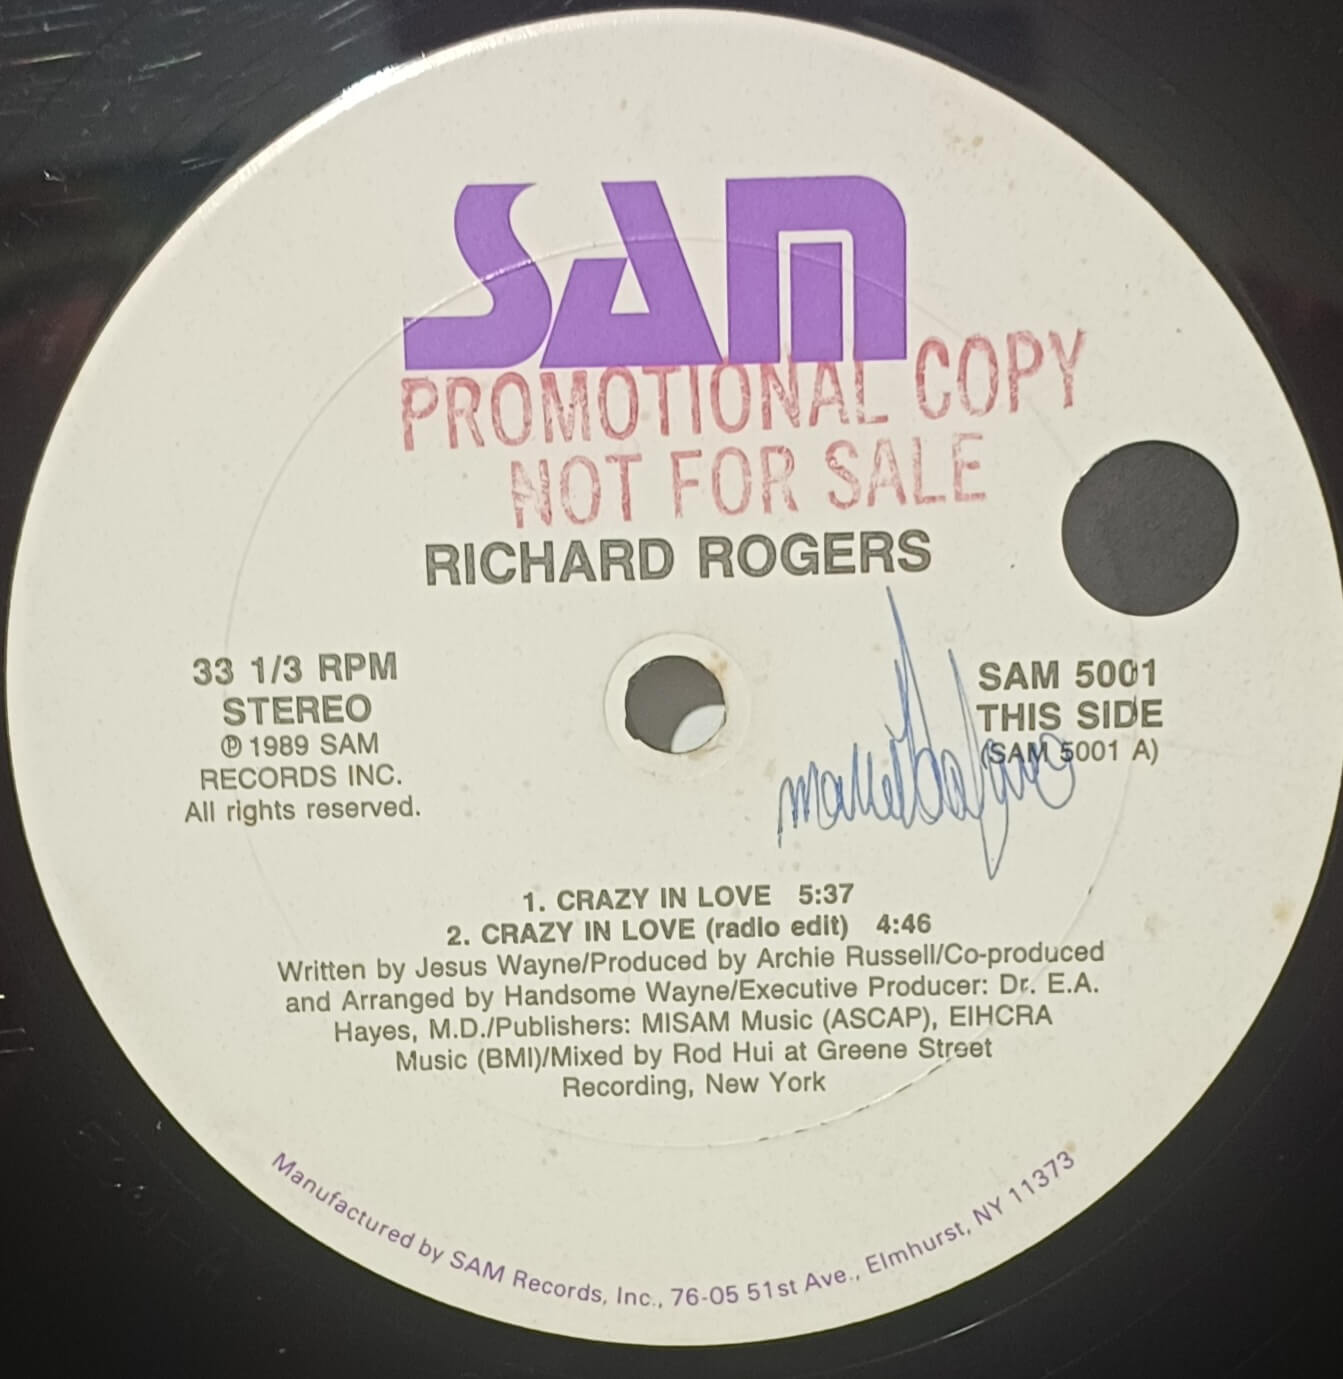 SAM
PROMOTIONAL COPY
NOT FOR SALE
RICHARD ROGERS
33 1/3 RPM
STEREO
℗ 1989 SAM
RECORDS INC.
All rights reserved.
SAM 5001
THIS SIDE
(SAM 5001 A)
1. CRAZY IN LOVE 5:37
2. CRAZY IN LOVE (radio edit) 4:46
Written by Jesus Wayne/Produced by Archie Russell/Co-produced
and Arranged by Handsome Wayne/Executive Producer: Dr. E.A.
Hayes, M.D./Publishers: MISAM Music (ASCAP), EIHCRA
Music (BMI)/Mixed by Rod Hui at Greene Street
Recording, New York
Manufactured by SAM Records, Inc., 76-05 51st Ave., Elmhurst, NY 11373